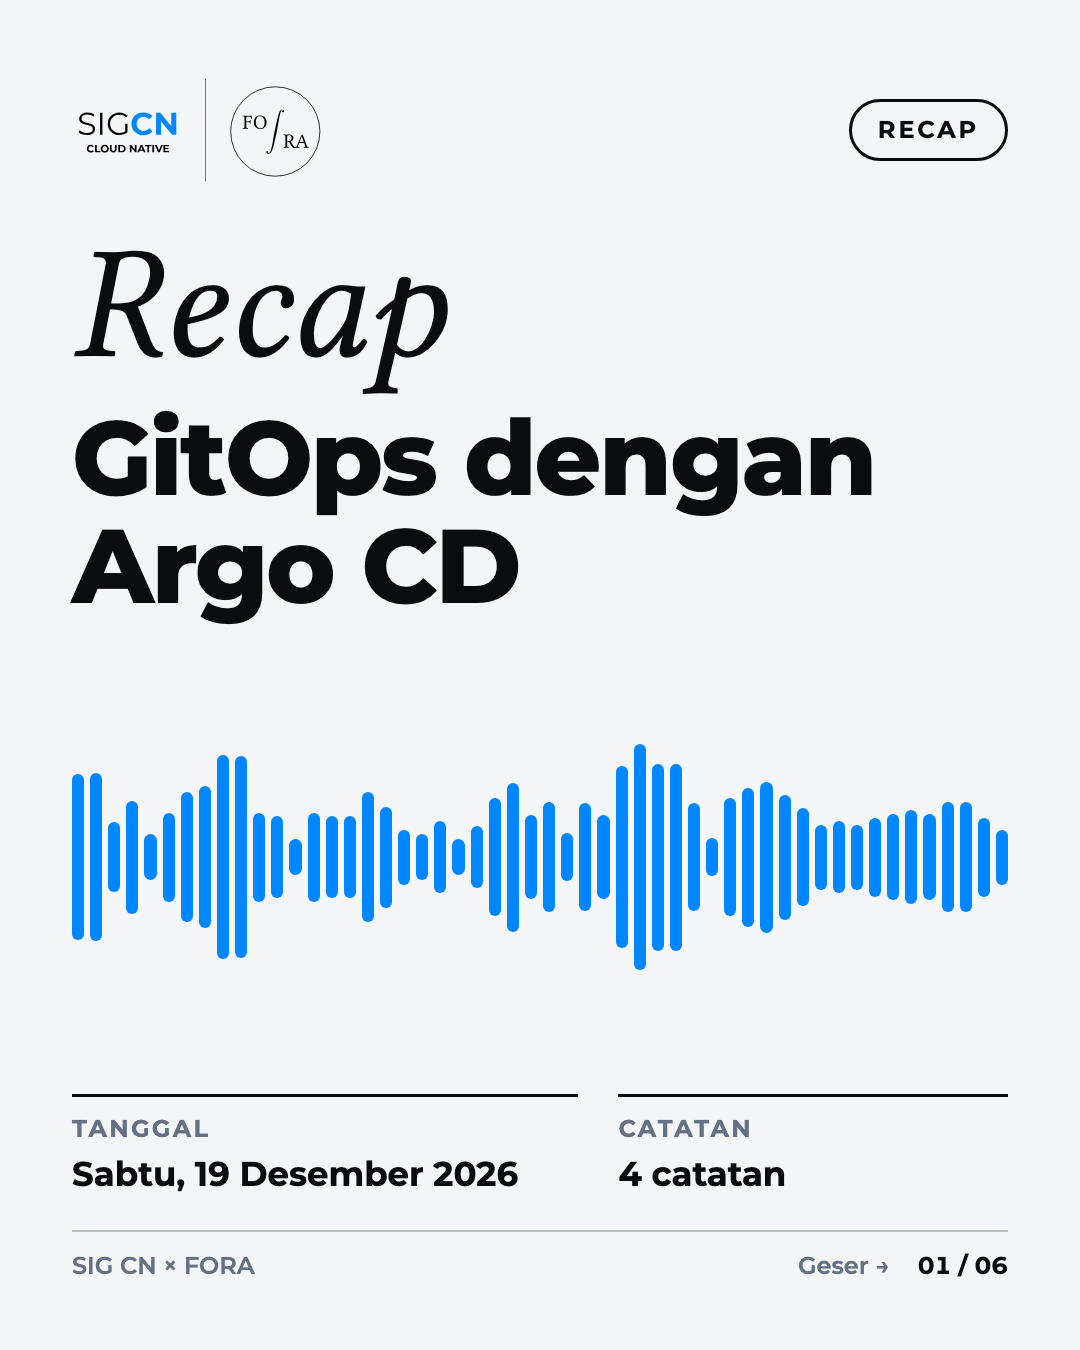 SIGCN
CLOUD NATIVE
FO
RA
RECAP
Recap
GitOps dengan
Argo CD
TANGGAL
Sabtu, 19 Desember 2026
CATATAN
4 catatan
SIG CN × FORA
Geser → 01 / 06